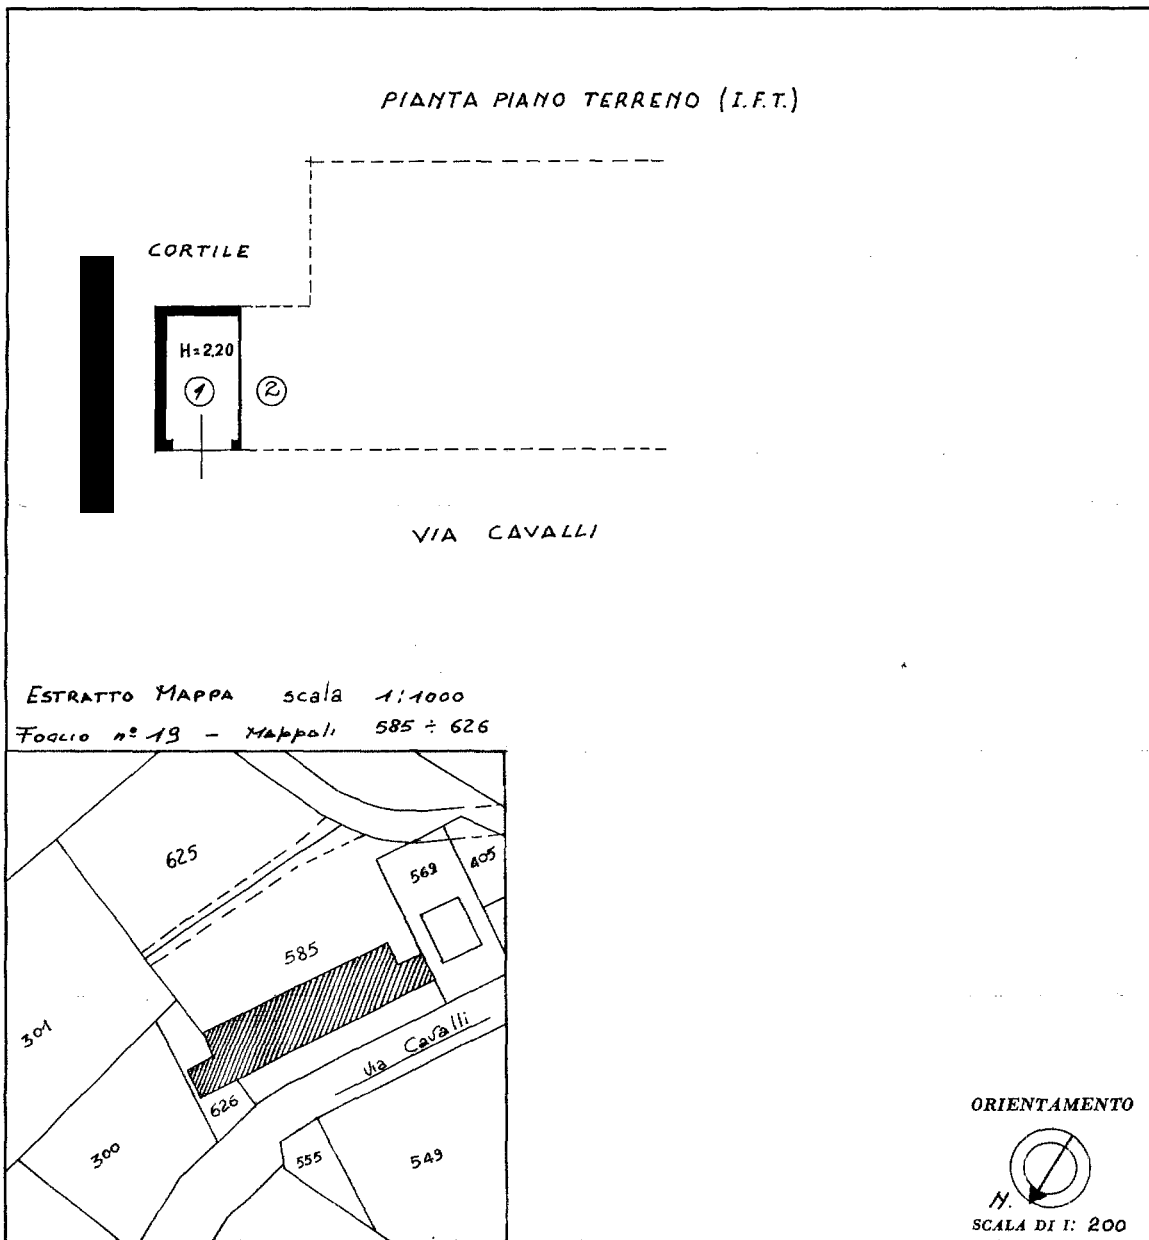 PIANTA PIANO TERRENO (I.F.T.)
CORTILE
H=2,20
1 2
VIA CAVALLI
ESTRATTO MAPPA scala 1:1000
FOGLIO nº 19 - Mappali 585 ÷ 626
625
569
405
585
301
Via Cavalli
626
300
555
549
ORIENTAMENTO
N.
SCALA DI 1: 200